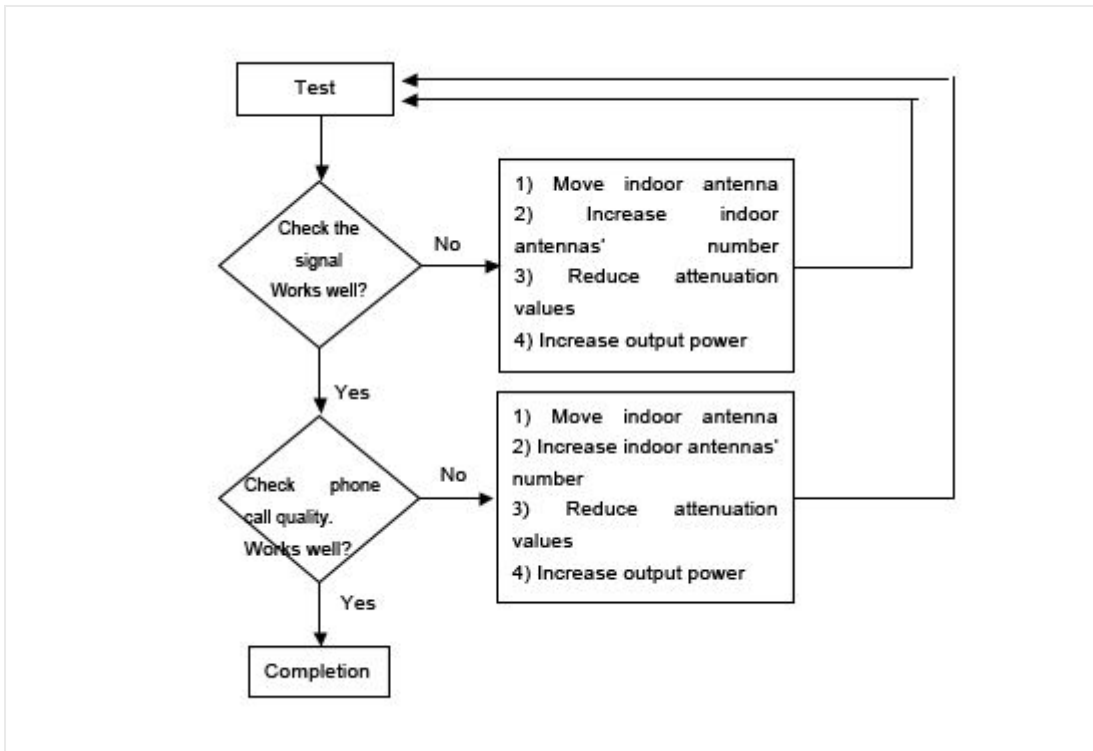 Test
Check the
signal
Works well?
No
1) Move indoor antenna
2) Increase indoor
antennas' number
3) Reduce attenuation
values
4) Increase output power
Yes
Check phone
call quality.
Works well?
No
1) Move indoor antenna
2) Increase indoor antennas'
number
3) Reduce attenuation
values
4) Increase output power
Yes
Completion